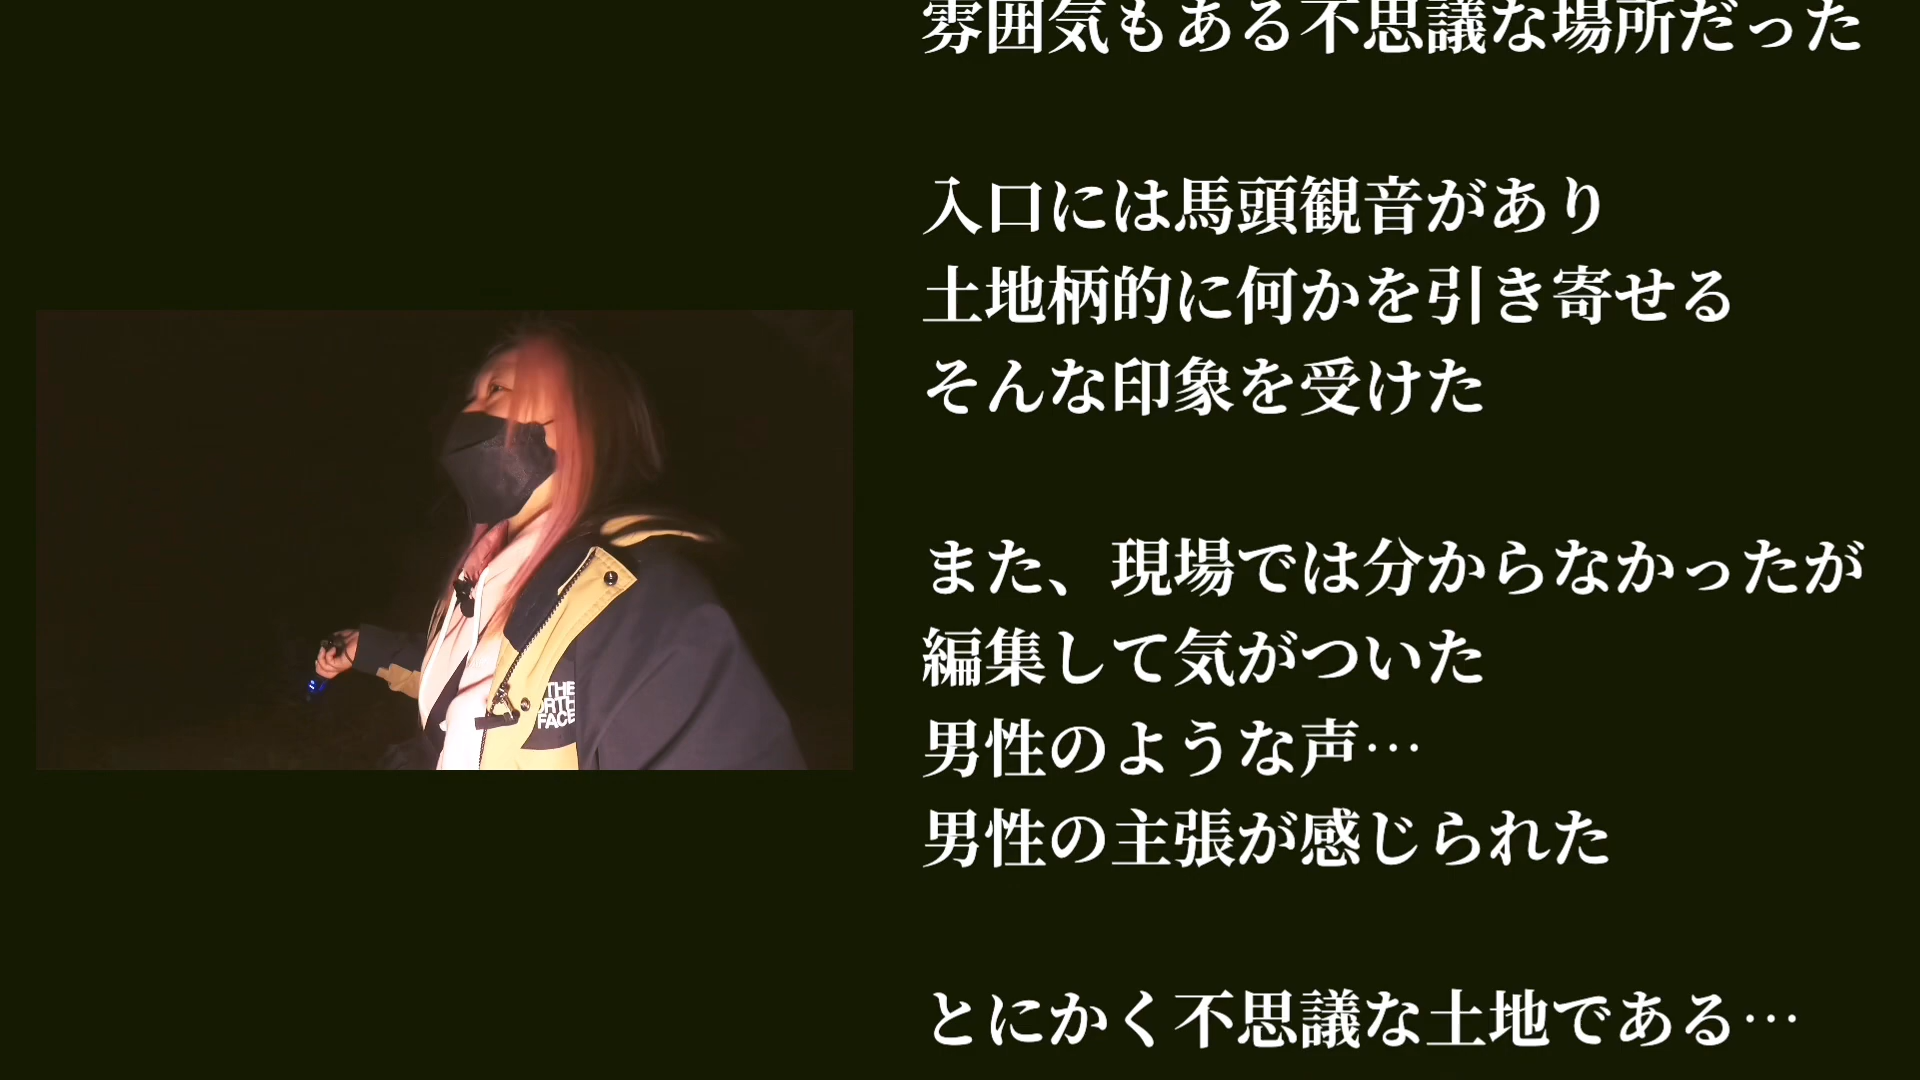 雰囲気もある不思議な場所だった
入口には馬頭観音があり
土地柄的に何かを引き寄せる
そんな印象を受けた
また、現場では分からなかったが
編集して気がついた
男性のような声…
男性の主張が感じられた
とにかく不思議な土地である…
THE
ORTH
FACE